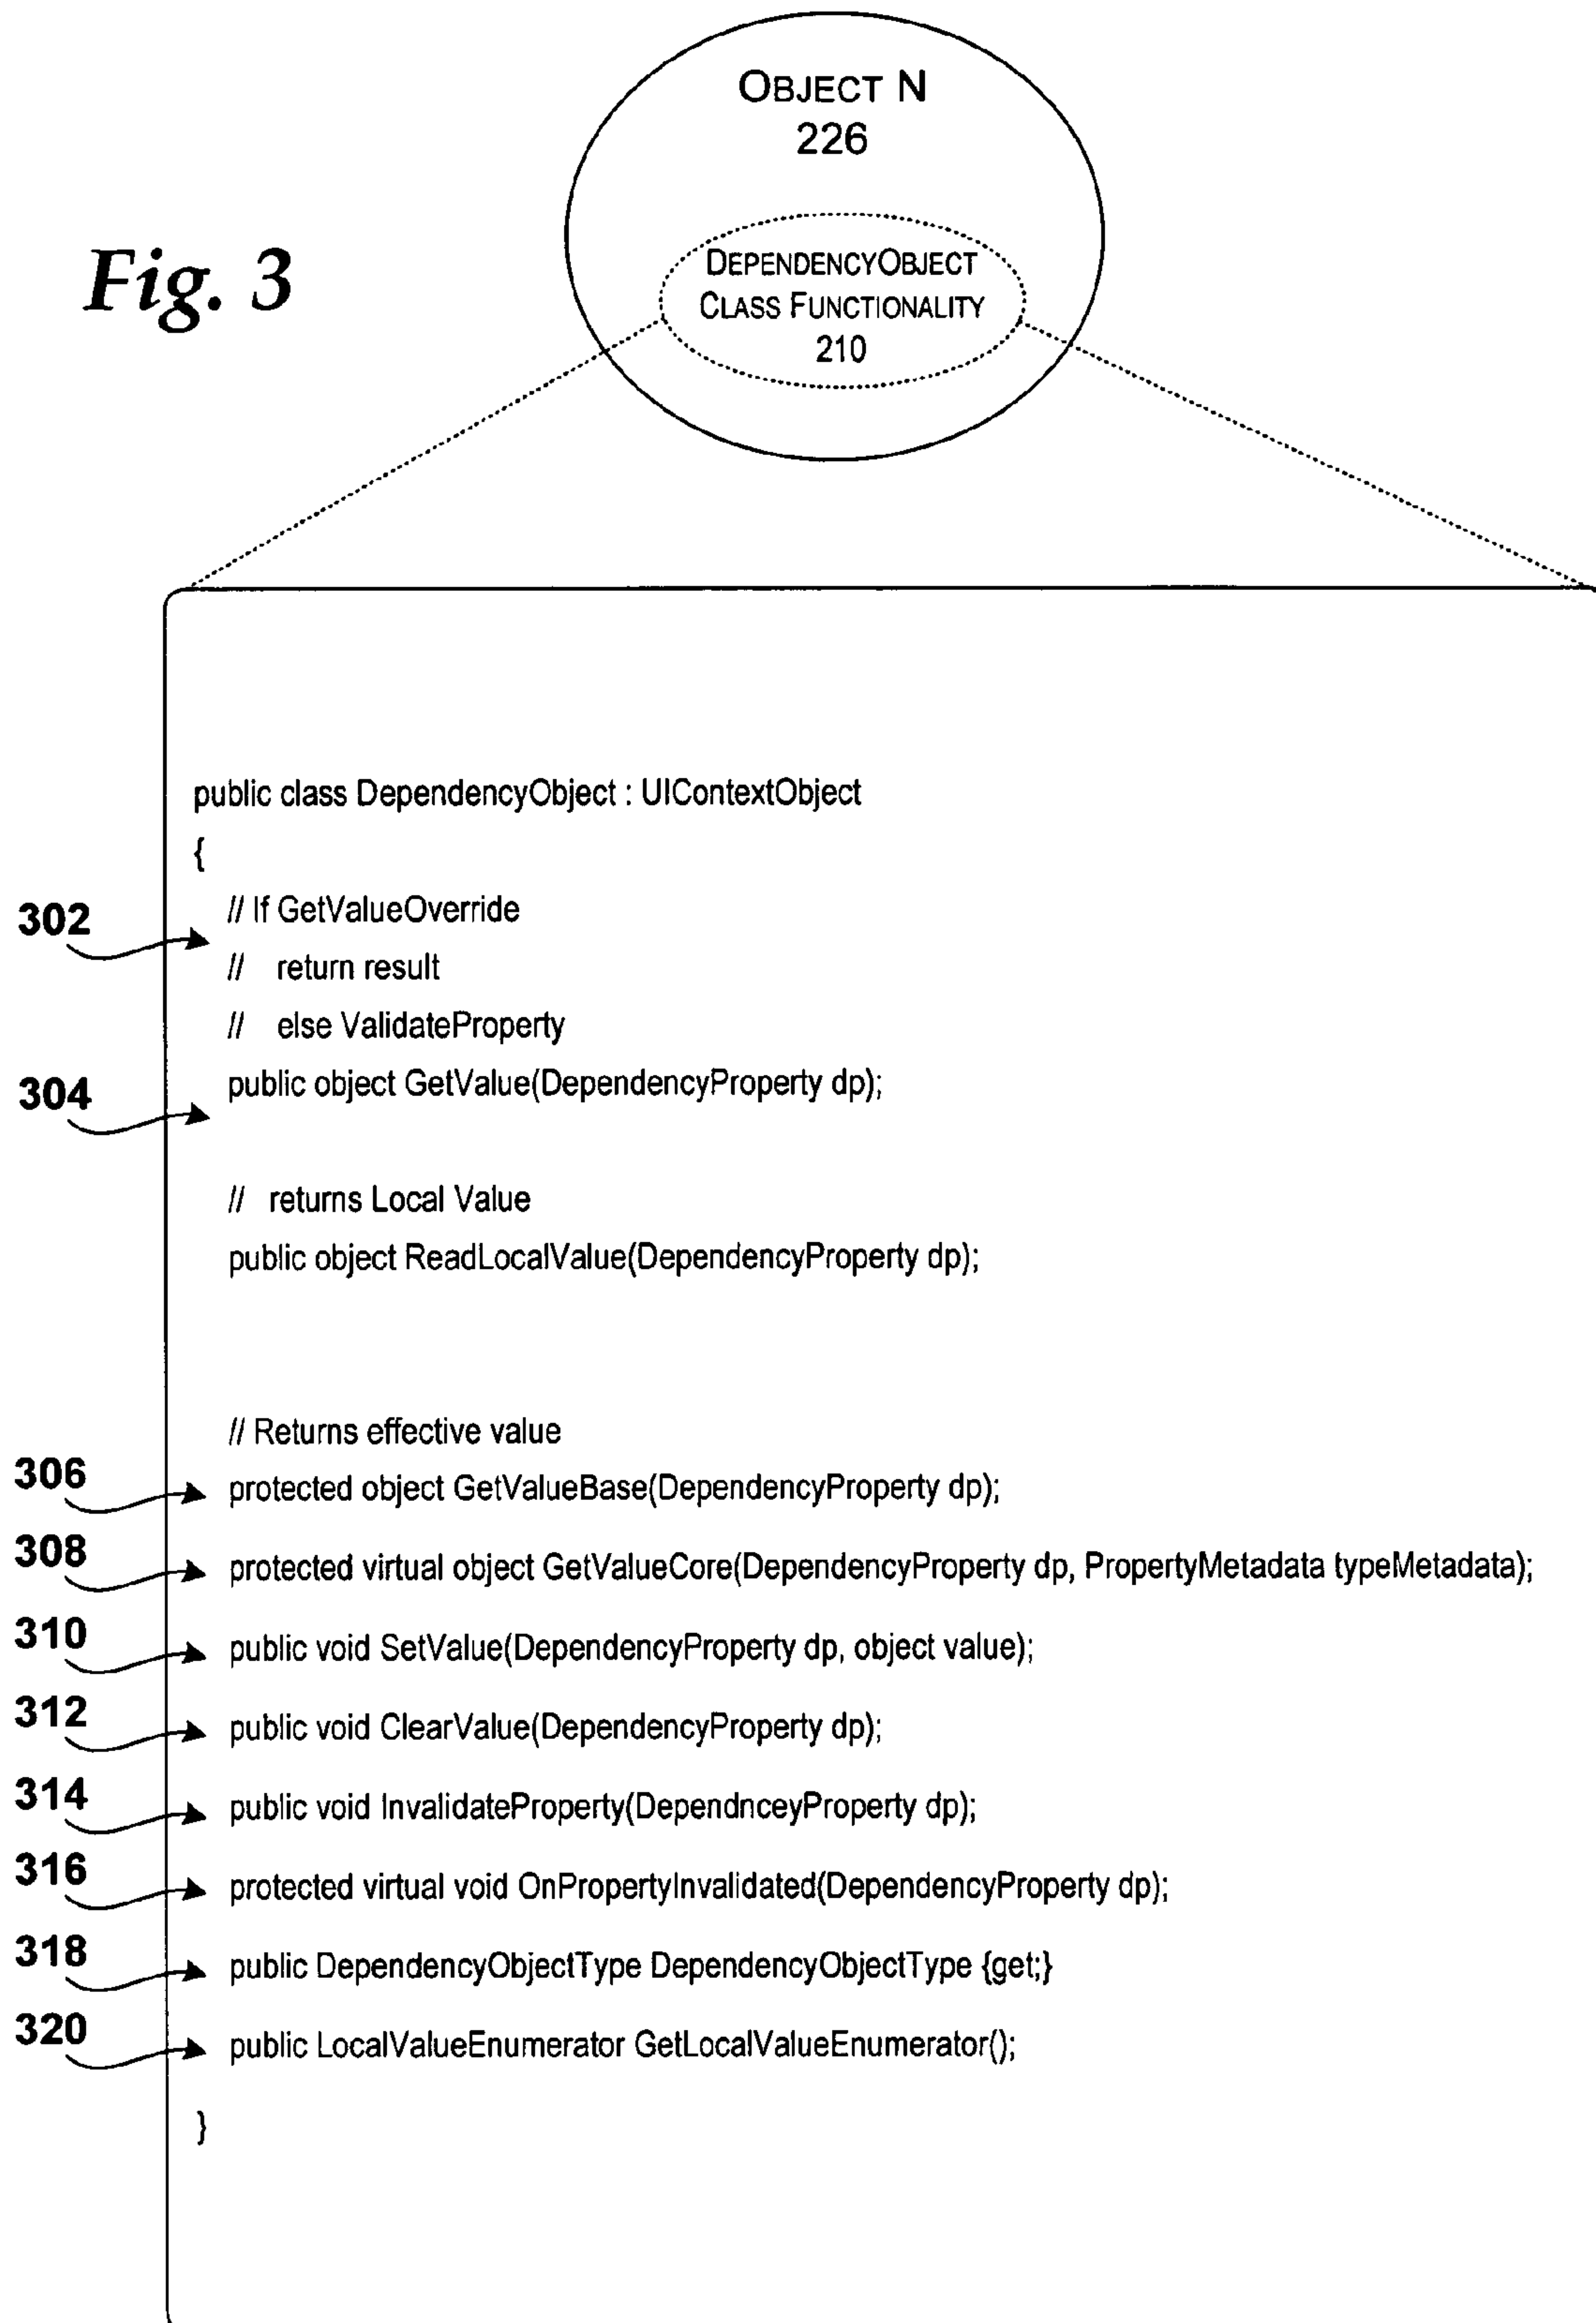 OBJECT N
226
Fig. 3
DEPENDENCYOBJECT
CLASS FUNCTIONALITY
210
public class DependencyObject : UIContextObject
{
302
// If GetValueOverride
// return result
// else ValidateProperty
304
public object GetValue(DependencyProperty dp);
// returns Local Value
public object ReadLocalValue(DependencyProperty dp);
// Returns effective value
306
protected object GetValueBase(DependencyProperty dp);
308
protected virtual object GetValueCore(DependencyProperty dp, PropertyMetadata typeMetadata);
310
public void SetValue(DependencyProperty dp, object value);
312
public void ClearValue(DependencyProperty dp);
314
public void InvalidateProperty(DependnceyProperty dp);
316
protected virtual void OnPropertyInvalidated(DependencyProperty dp);
318
public DependencyObjectType DependencyObjectType {get;}
320
public LocalValueEnumerator GetLocalValueEnumerator();
}